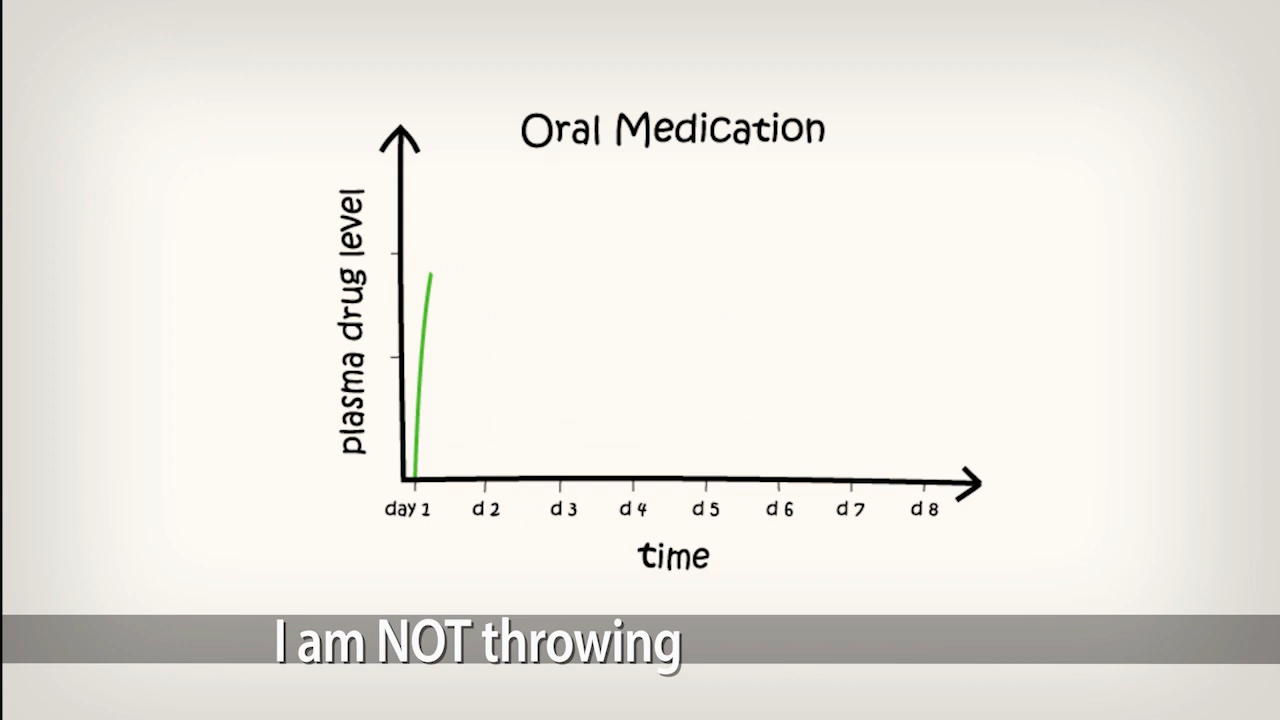 Oral Medication
plasma drug level
day 1 d 2 d 3 d 4 d 5 d 6 d 7 d 8
time
I am NOT throwing